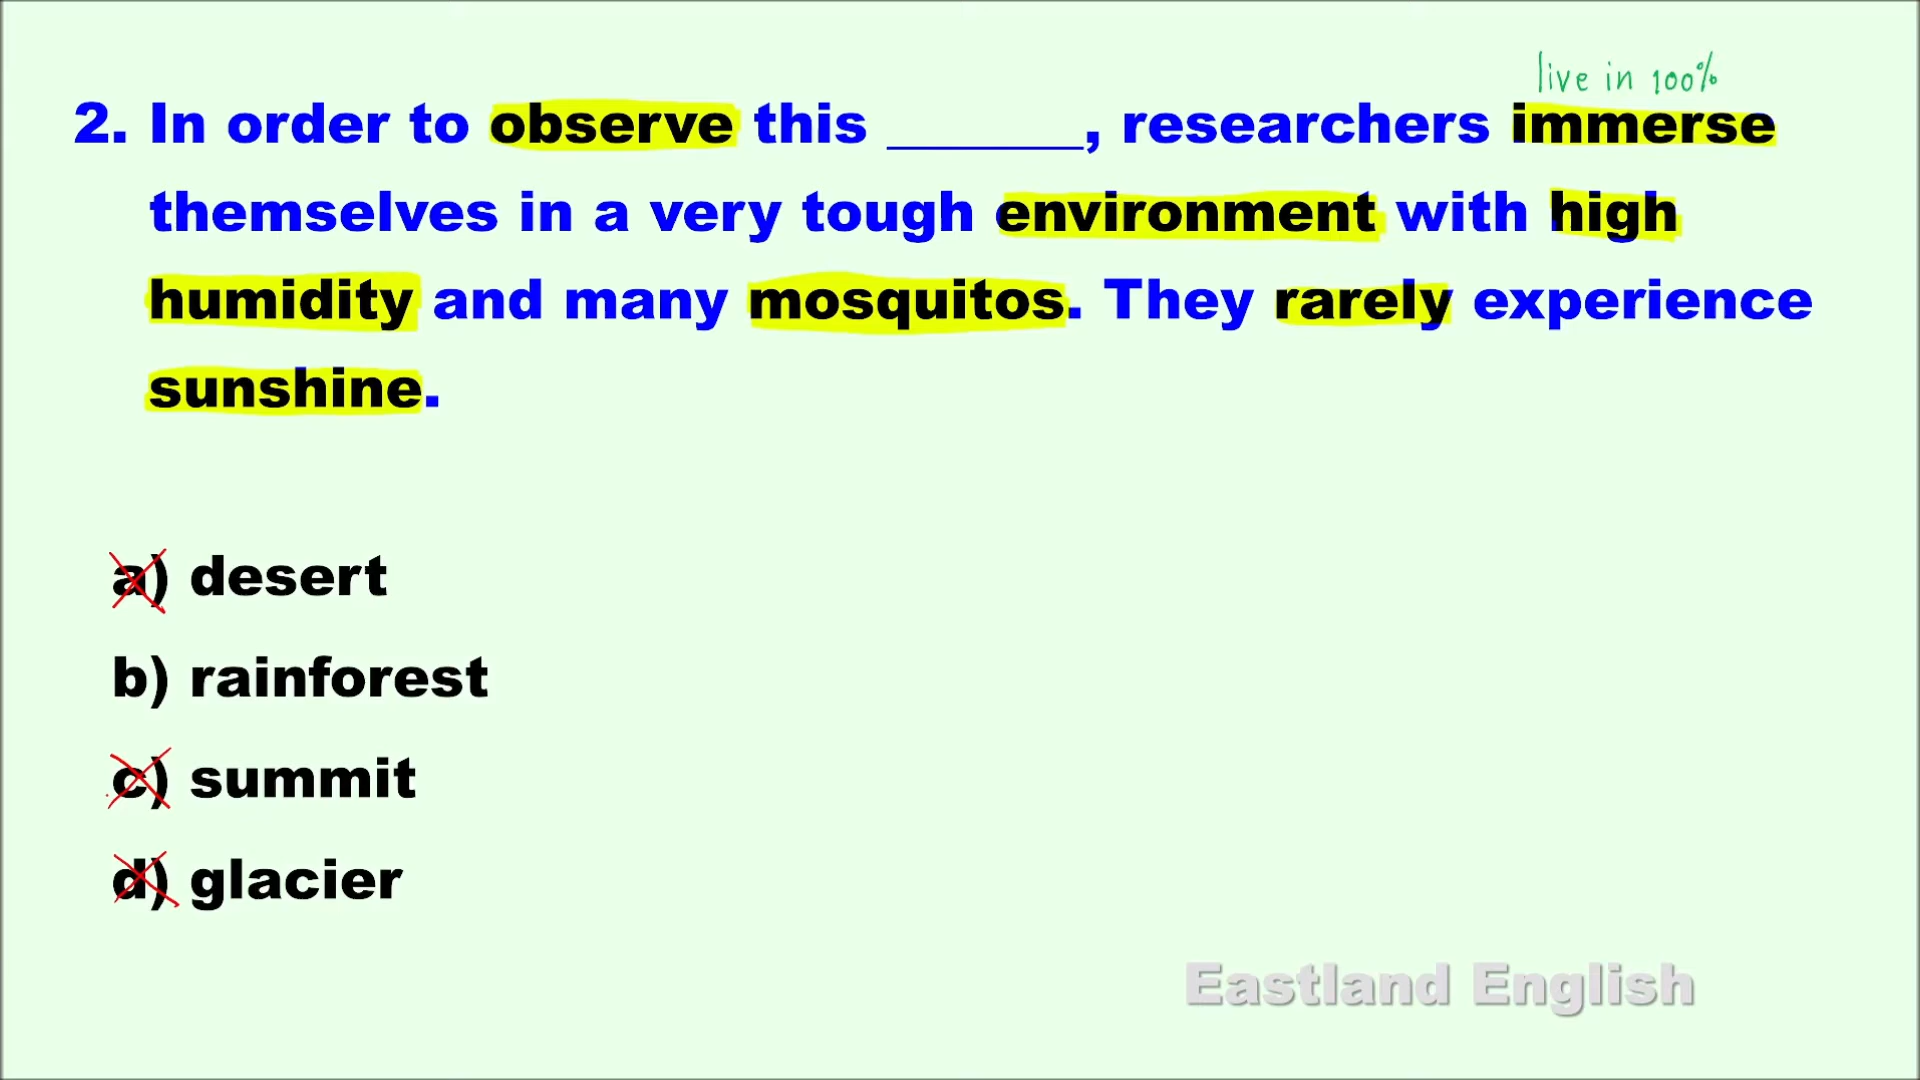 live in 100%
2. In order to observe this _______, researchers immerse
themselves in a very tough environment with high
humidity and many mosquitos. They rarely experience
sunshine.
a) desert
b) rainforest
c) summit
d) glacier
Eastland English